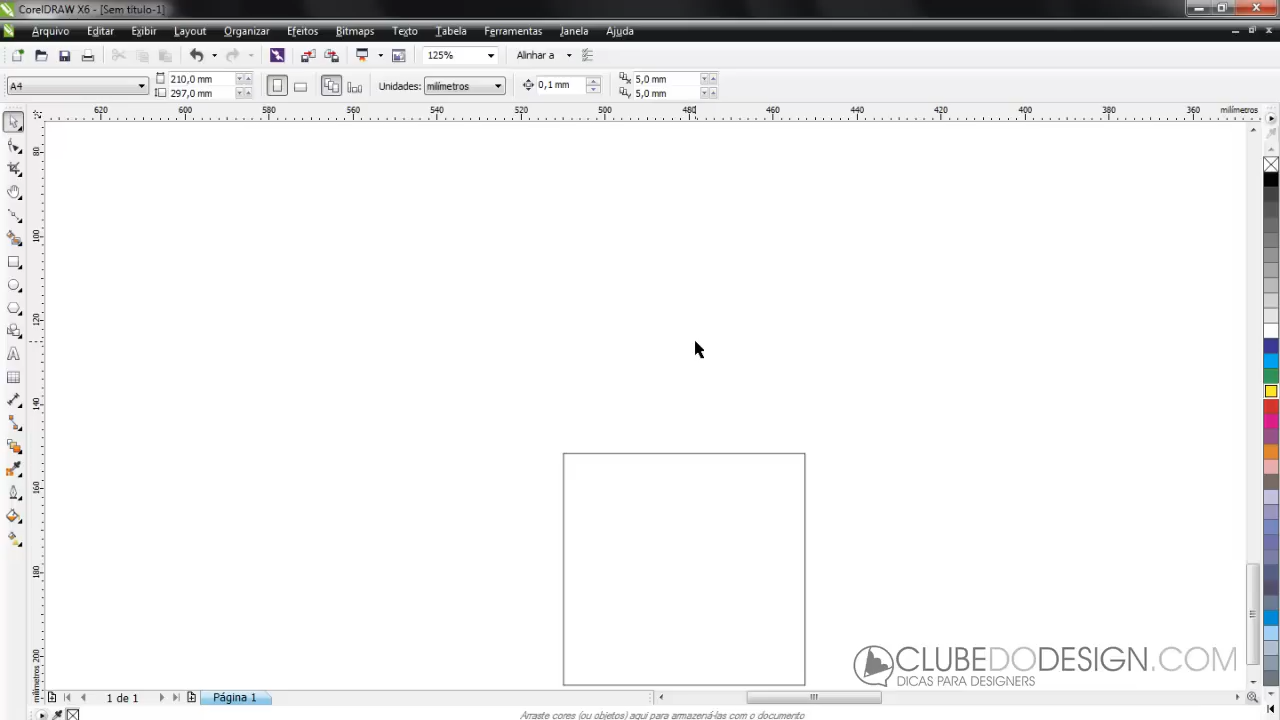 CorelDRAW X6 - [Sem título-1]
Arquivo Editar Exibir Layout Organizar Efeitos Bitmaps Texto Tabela Ferramentas Janela Ajuda
125% Alinhar a
A4 210,0 mm 297,0 mm Unidades: milímetros 0,1 mm 5,0 mm 5,0 mm
620 600 580 560 540 520 500 480 460 440 420 400 380 360 milímetros
80
100
120
140
160
180
200
milímetros
CLUBEDODESIGN.COM
DICAS PARA DESIGNERS
1 de 1 Página 1
Arraste cores (ou objetos) aqui para armazená-las com o documento